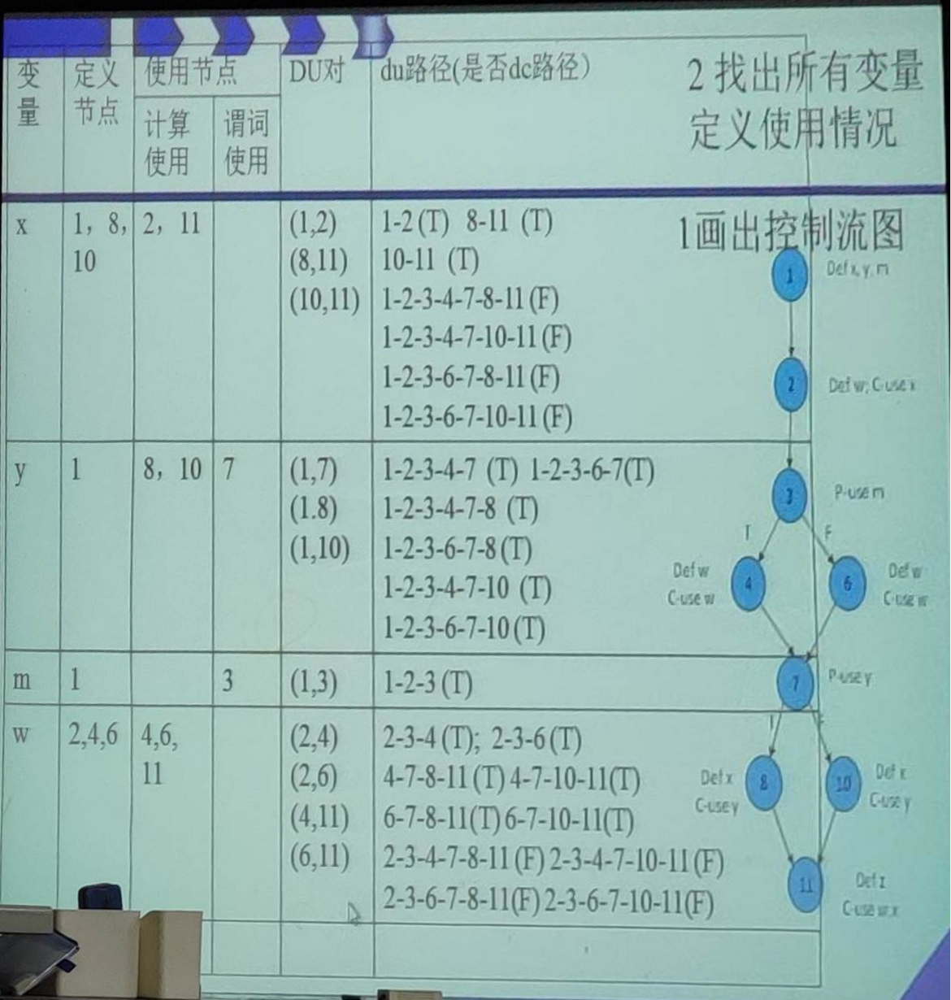 变量
定义节点
使用节点
DU对
du路径(是否dc路径)
计算使用
谓词使用
2 找出所有变量
定义使用情况
1画出控制流图
x
1, 8, 10
2, 11
(1,2)
(8,11)
(10,11)
1-2(T) 8-11 (T)
10-11 (T)
1-2-3-4-7-8-11(F)
1-2-3-4-7-10-11(F)
1-2-3-6-7-8-11(F)
1-2-3-6-7-10-11(F)
y
1
8, 10
7
(1,7)
(1.8)
(1,10)
1-2-3-4-7 (T) 1-2-3-6-7(T)
1-2-3-4-7-8 (T)
1-2-3-6-7-8(T)
1-2-3-4-7-10 (T)
1-2-3-6-7-10(T)
m
1
3
(1,3)
1-2-3(T)
w
2,4,6
4,6,
11
(2,4)
(2,6)
(4,11)
(6,11)
2-3-4(T); 2-3-6(T)
4-7-8-11(T) 4-7-10-11(T)
6-7-8-11(T) 6-7-10-11(T)
2-3-4-7-8-11(F) 2-3-4-7-10-11(F)
2-3-6-7-8-11(F) 2-3-6-7-10-11(F)
1
Def x, y, m
2
Def w; C-use x
3
P-use m
T
F
Def w
C-use w
4
6
Def w
C-use w
7
P-use y
Def x
C-use y
8
10
Def x
C-use y
11
Def z
C-use w,x